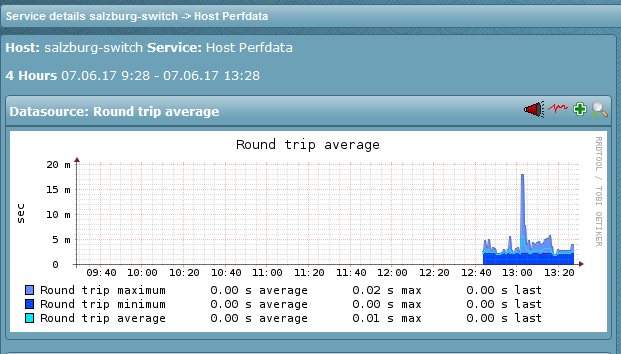 Service details salzburg-switch -> Host Perfdata
Host: salzburg-switch Service: Host Perfdata
4 Hours 07.06.17 9:28 - 07.06.17 13:28
Datasource: Round trip average
Round trip average
RRDTOOL / TOBI OETIKER
20 m
15 m
10 m
5 m
0
sec
09:40 10:00 10:20 10:40 11:00 11:20 11:40 12:00 12:20 12:40 13:00 13:20
Round trip maximum 0.00 s average 0.02 s max 0.00 s last
Round trip minimum 0.00 s average 0.00 s max 0.00 s last
Round trip average 0.00 s average 0.01 s max 0.00 s last